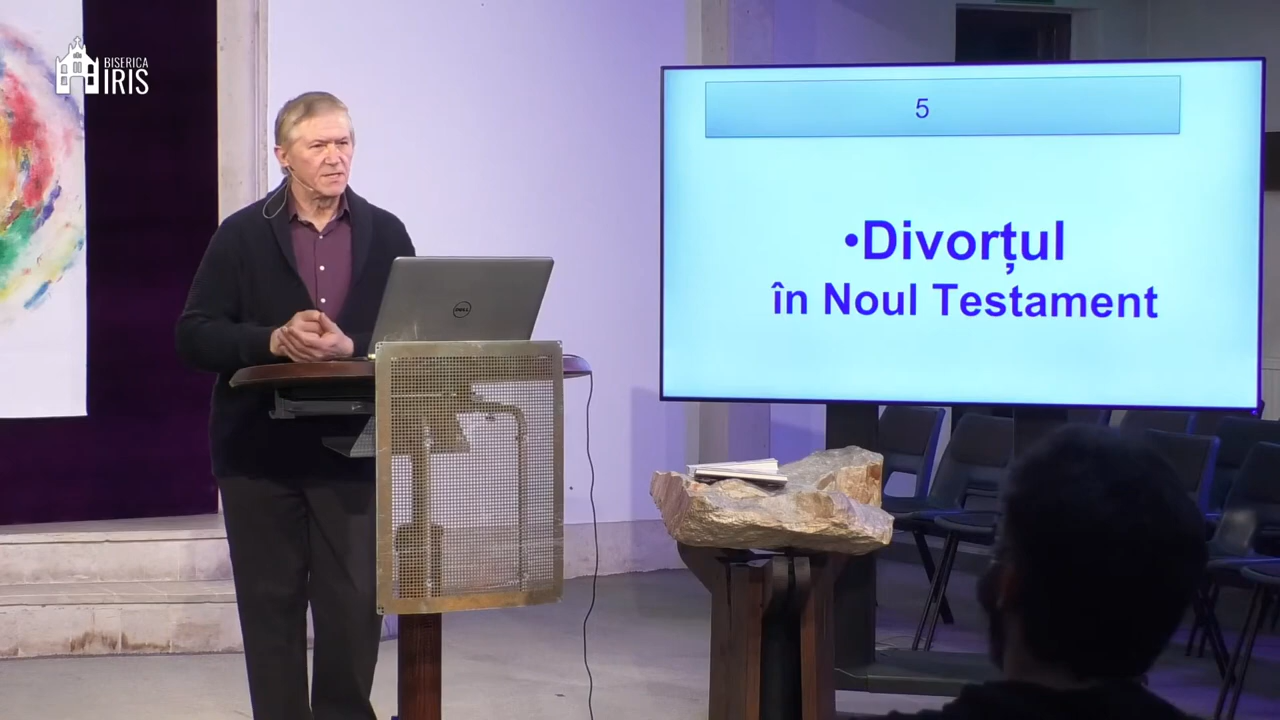 BISERICA
IRIS
5
•Divorțul
în Noul Testament
DELL